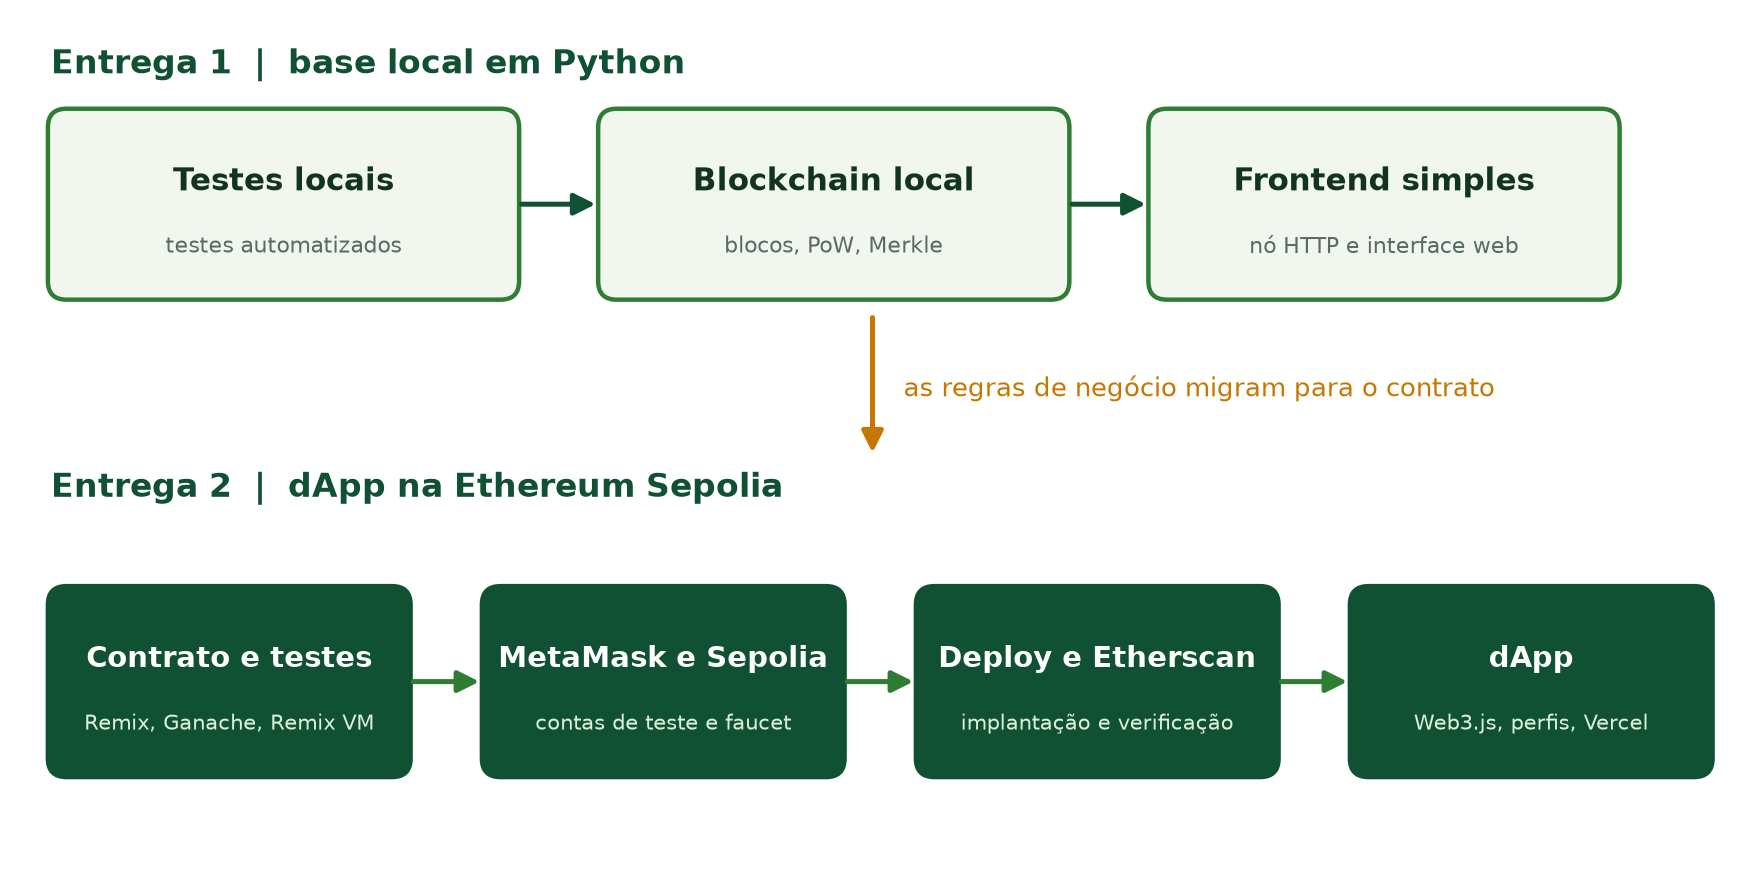 Entrega 1 | base local em Python
Testes locais
testes automatizados
Blockchain local
blocos, PoW, Merkle
Frontend simples
nó HTTP e interface web
as regras de negócio migram para o contrato
Entrega 2 | dApp na Ethereum Sepolia
Contrato e testes
Remix, Ganache, Remix VM
MetaMask e Sepolia
contas de teste e faucet
Deploy e Etherscan
implantação e verificação
dApp
Web3.js, perfis, Vercel